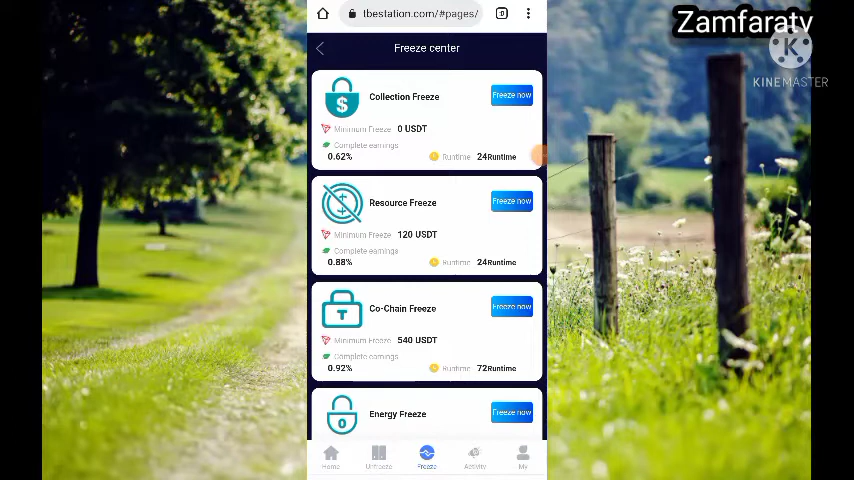 Zamfaratv
K
KINEMASTER
tbestation.com/#pages/
:D
Freeze center
$
Collection Freeze
Freeze now
Minimum Freeze 0 USDT
Complete earnings
0.62%
Runtime 24Runtime
Resource Freeze
Freeze now
Minimum Freeze 120 USDT
Complete earnings
0.88%
Runtime 24Runtime
T
Co-Chain Freeze
Freeze now
Minimum Freeze 540 USDT
Complete earnings
0.92%
Runtime 72Runtime
0
Energy Freeze
Freeze now
Home
Unfreeze
Freeze
Activity
My